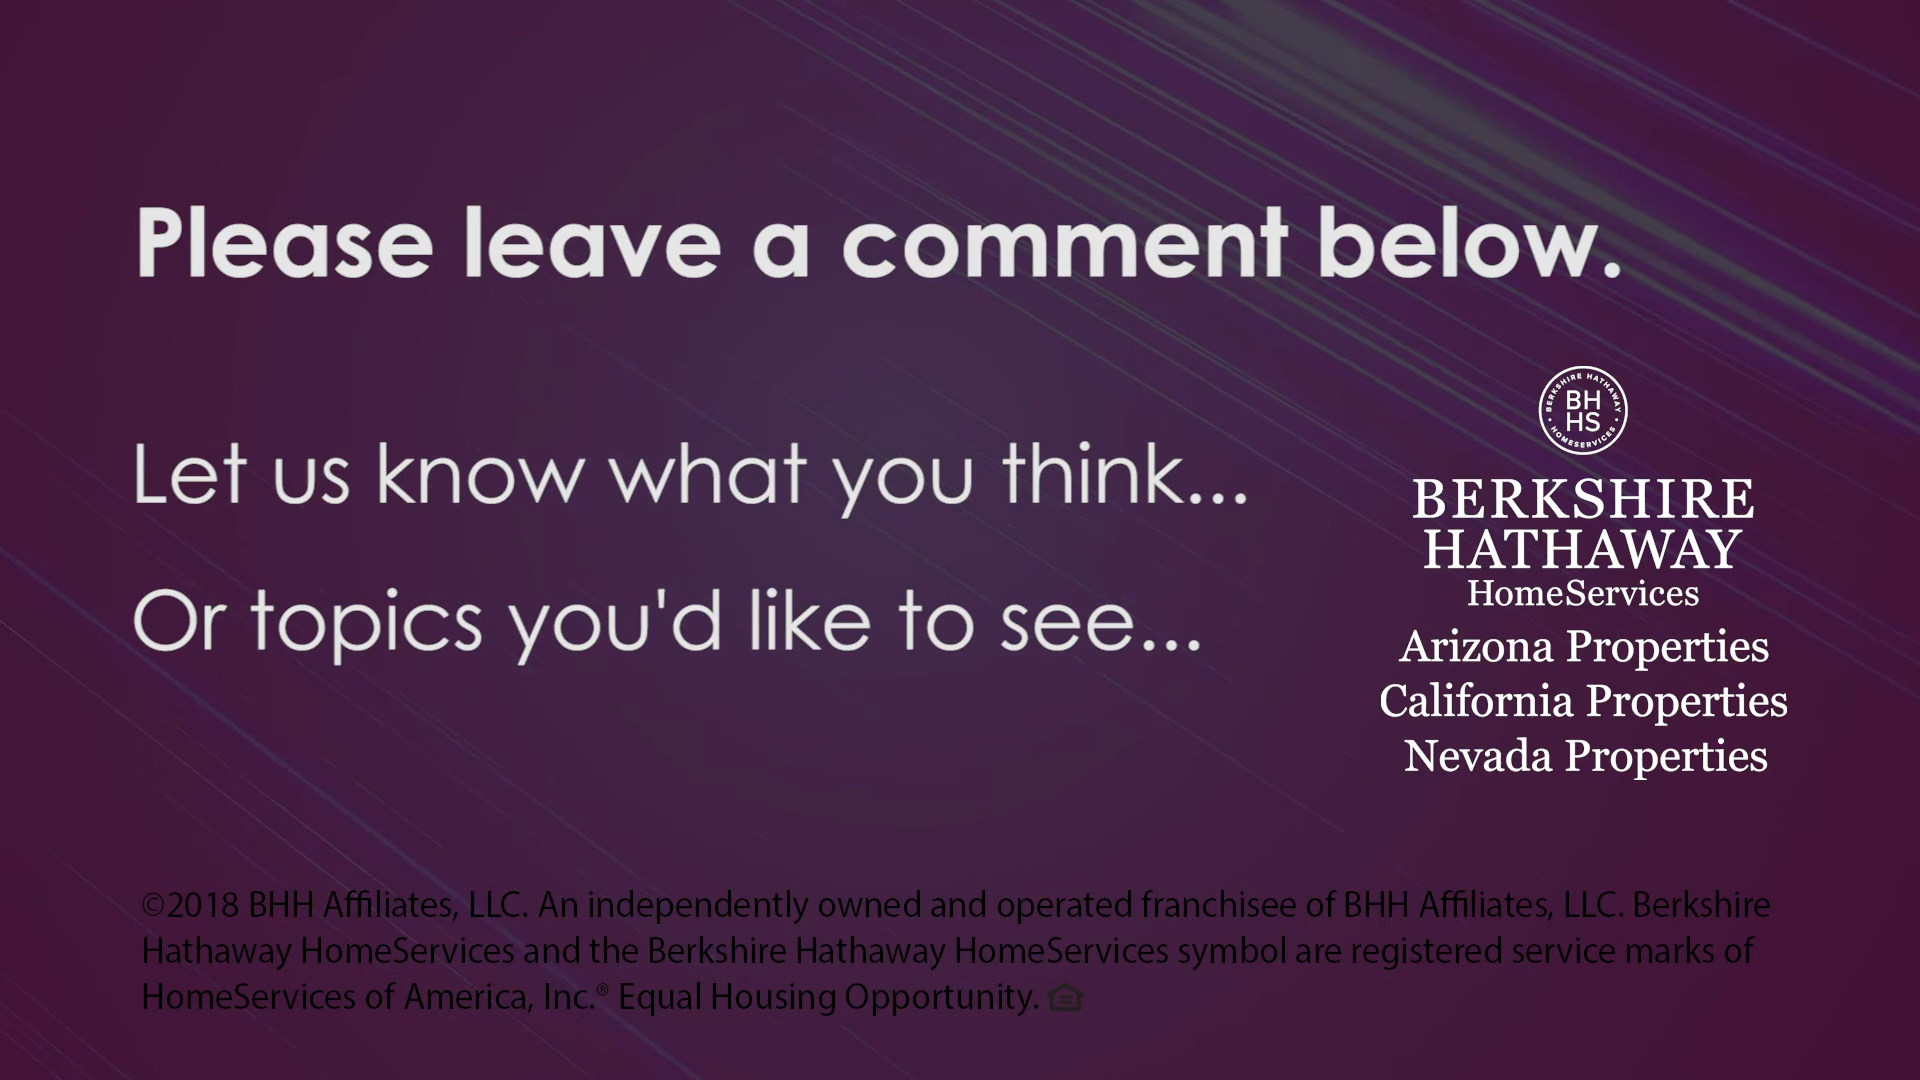 Please leave a comment below.
Let us know what you think...
Or topics you'd like to see...
BERKSHIRE HATHAWAY
BH
HS
HOMESERVICES
BERKSHIRE
HATHAWAY
HomeServices
Arizona Properties
California Properties
Nevada Properties
©2018 BHH Affiliates, LLC. An independently owned and operated franchisee of BHH Affiliates, LLC. Berkshire
Hathaway HomeServices and the Berkshire Hathaway HomeServices symbol are registered service marks of
HomeServices of America, Inc.® Equal Housing Opportunity.